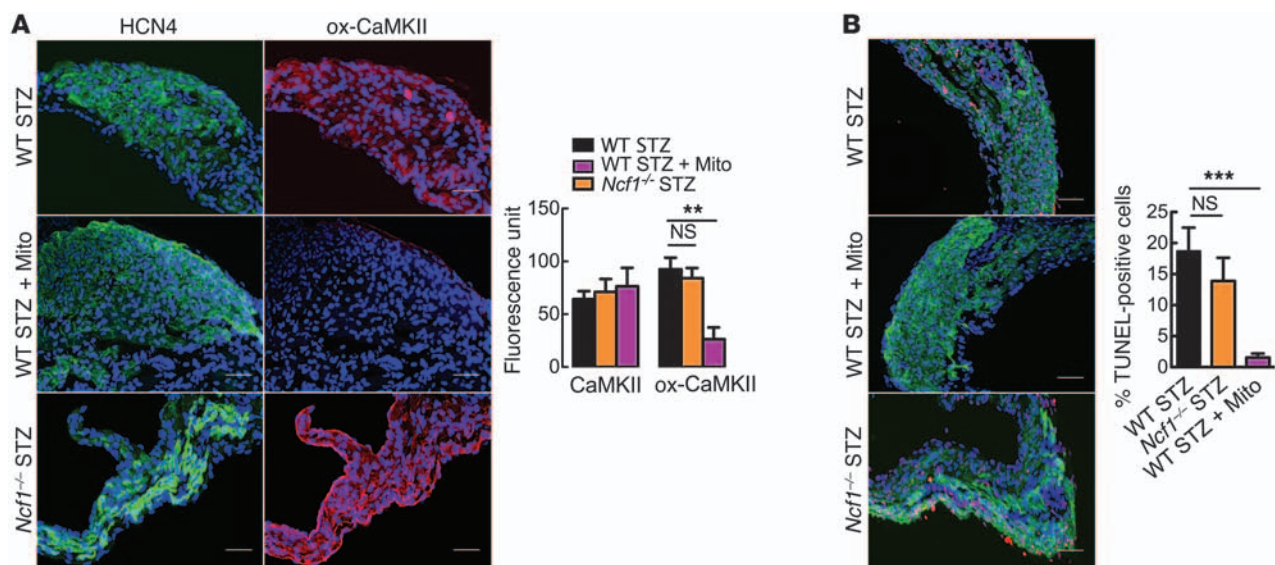 A
HCN4
ox-CaMKII
WT STZ
WT STZ + Mito
Ncf1-/- STZ
WT STZ
WT STZ + Mito
Ncf1-/- STZ
Fluorescence unit
150
100
50
0
**
NS
CaMKII
ox-CaMKII
B
WT STZ
WT STZ + Mito
Ncf1-/- STZ
% TUNEL-positive cells
25
20
15
10
5
0
***
NS
WT STZ
Ncf1-/- STZ
WT STZ + Mito